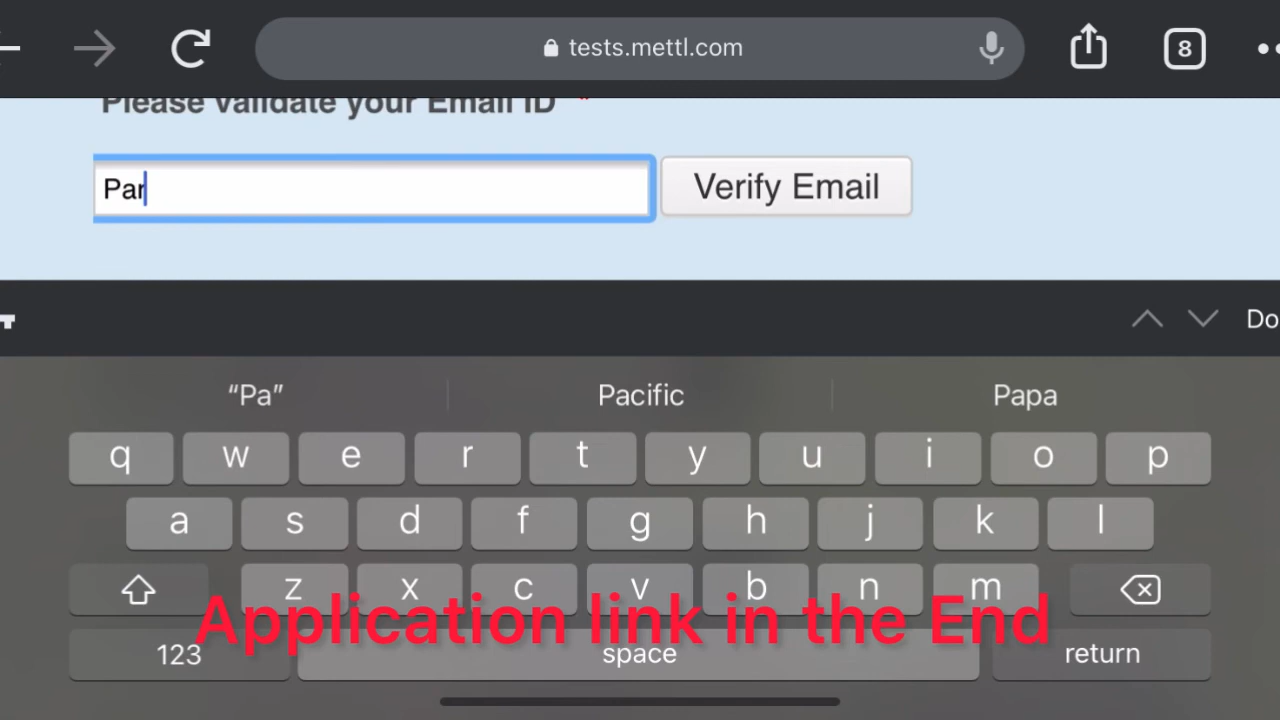 tests.mettl.com
8
Please validate your Email ID *
Par
Verify Email
Do
“Pa”
Pacific
Papa
q w e r t y u i o p
a s d f g h j k l
z x c v b n m
Application link in the End
123
space
return